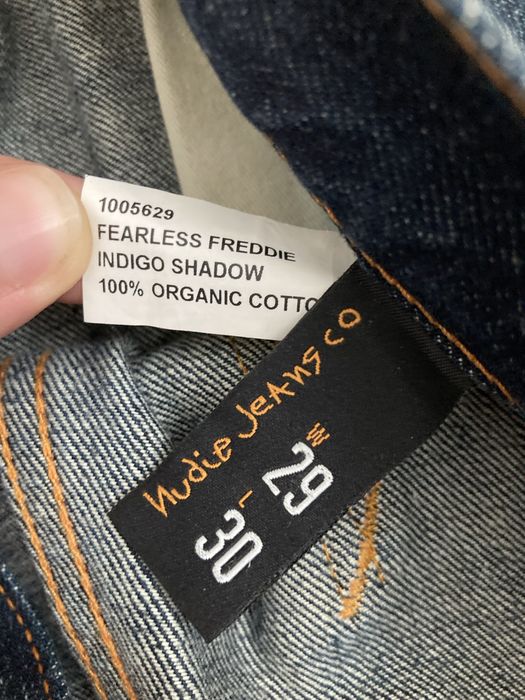 1005629
FEARLESS FREDDIE
INDIGO SHADOW
100% ORGANIC COTTO
Nudie Jeans co
W 29
L 30